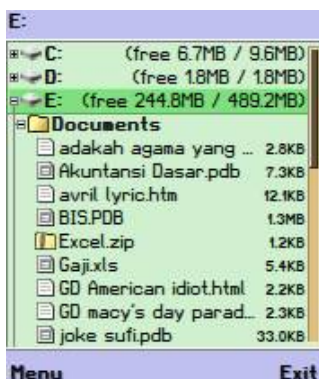 E:
C: (free 6.7MB / 9.6MB)
D: (free 1.8MB / 1.8MB)
E: (free 244.8MB / 489.2MB)
Documents
adakah agama yang ... 2.8KB
Akuntansi Dasar.pdb 7.3KB
avril lyric.htm 12.1KB
BIS.PDB 1.3MB
Excel.zip 1.2KB
Gaji.xls 5.4KB
GD American idiot.html 2.2KB
GD macy's day parad... 2.3KB
joke sufi.pdb 33.0KB
Menu Exit